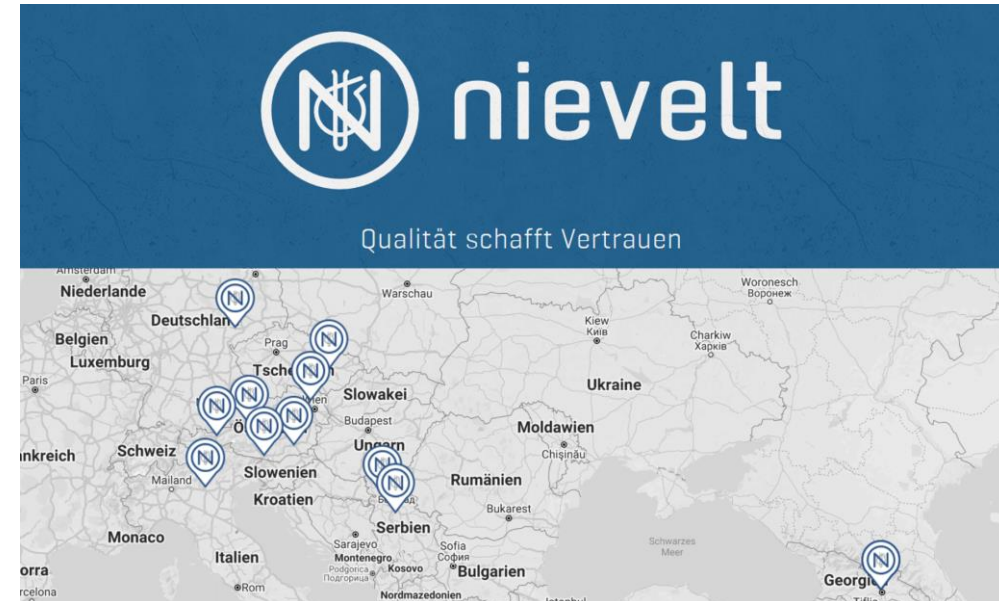 nievelt
Qualität schafft Vertrauen
Amsterdam
Niederlande
Warschau
Woronesch
Воронеж
Deutschlan
Belgien
Prag
Kiew
Київ
Charkiw
Харків
Luxemburg
Tsche
Paris
Ukraine
Slowakei
Budapest
Moldawien
Ungarn
Chișinău
nkreich
Schweiz
Mailand
Slowenien
Rumänien
Kroatien
Bukarest
Serbien
Monaco
Sarajevo
Sofia
София
Schwarzes
Meer
Italien
Montenegro
Kosovo
Bulgarien
Podgorica
Подгорица
orra
Georgi
Rom
rcelona
Nordmazedonien
Istanbul
Tiflis